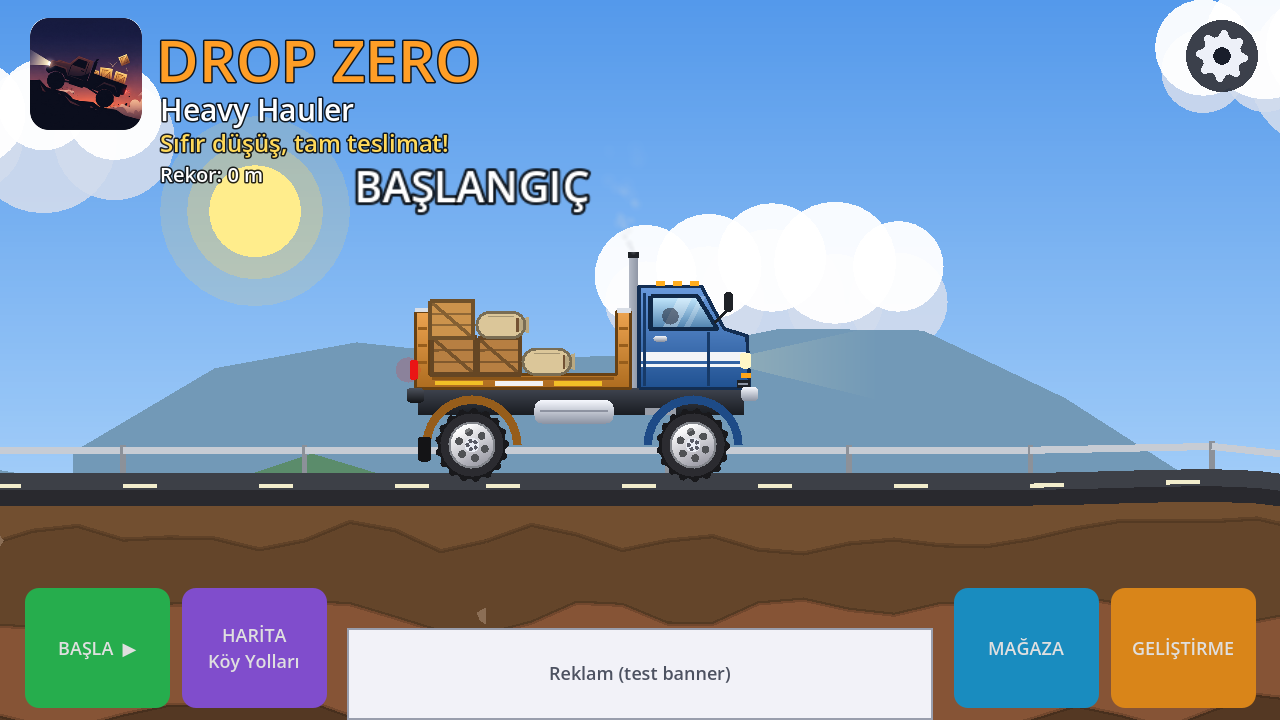 DROP ZERO
Heavy Hauler
Sıfır düşüş, tam teslimat!
Rekor: 0 m
BAŞLANGIÇ
BAŞLA ▶
HARİTA
Köy Yolları
Reklam (test banner)
MAĞAZA
GELİŞTİRME